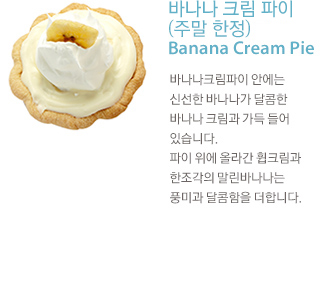 바나나 크림 파이
(주말 한정)
Banana Cream Pie
바나나크림파이 안에는
신선한 바나나가 달콤한
바나나 크림과 가득 들어
있습니다.
파이 위에 올라간 휩크림과
한조각의 말린바나나는
풍미과 달콤함을 더합니다.